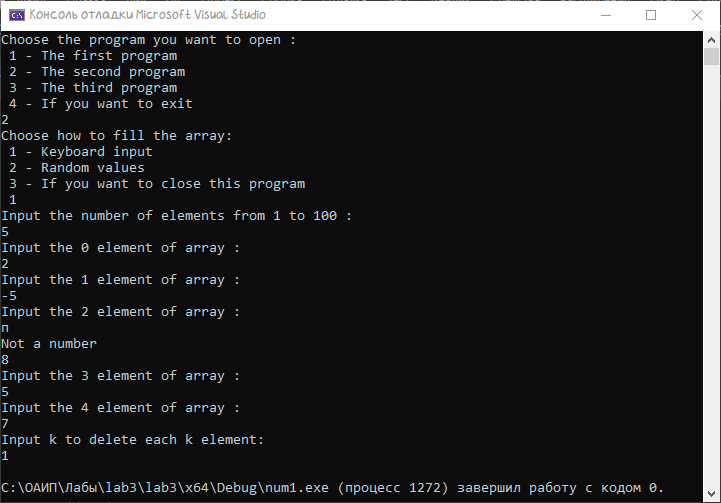 Консоль отладки Microsoft Visual Studio
Choose the program you want to open :
1 - The first program
2 - The second program
3 - The third program
4 - If you want to exit
2
Choose how to fill the array:
1 - Keyboard input
2 - Random values
3 - If you want to close this program
1
Input the number of elements from 1 to 100 :
5
Input the 0 element of array :
2
Input the 1 element of array :
-5
Input the 2 element of array :
п
Not a number
8
Input the 3 element of array :
5
Input the 4 element of array :
7
Input k to delete each k element:
1
C:\ОАИП\Лабы\lab3\lab3\x64\Debug\num1.exe (процесс 1272) завершил работу с кодом 0.